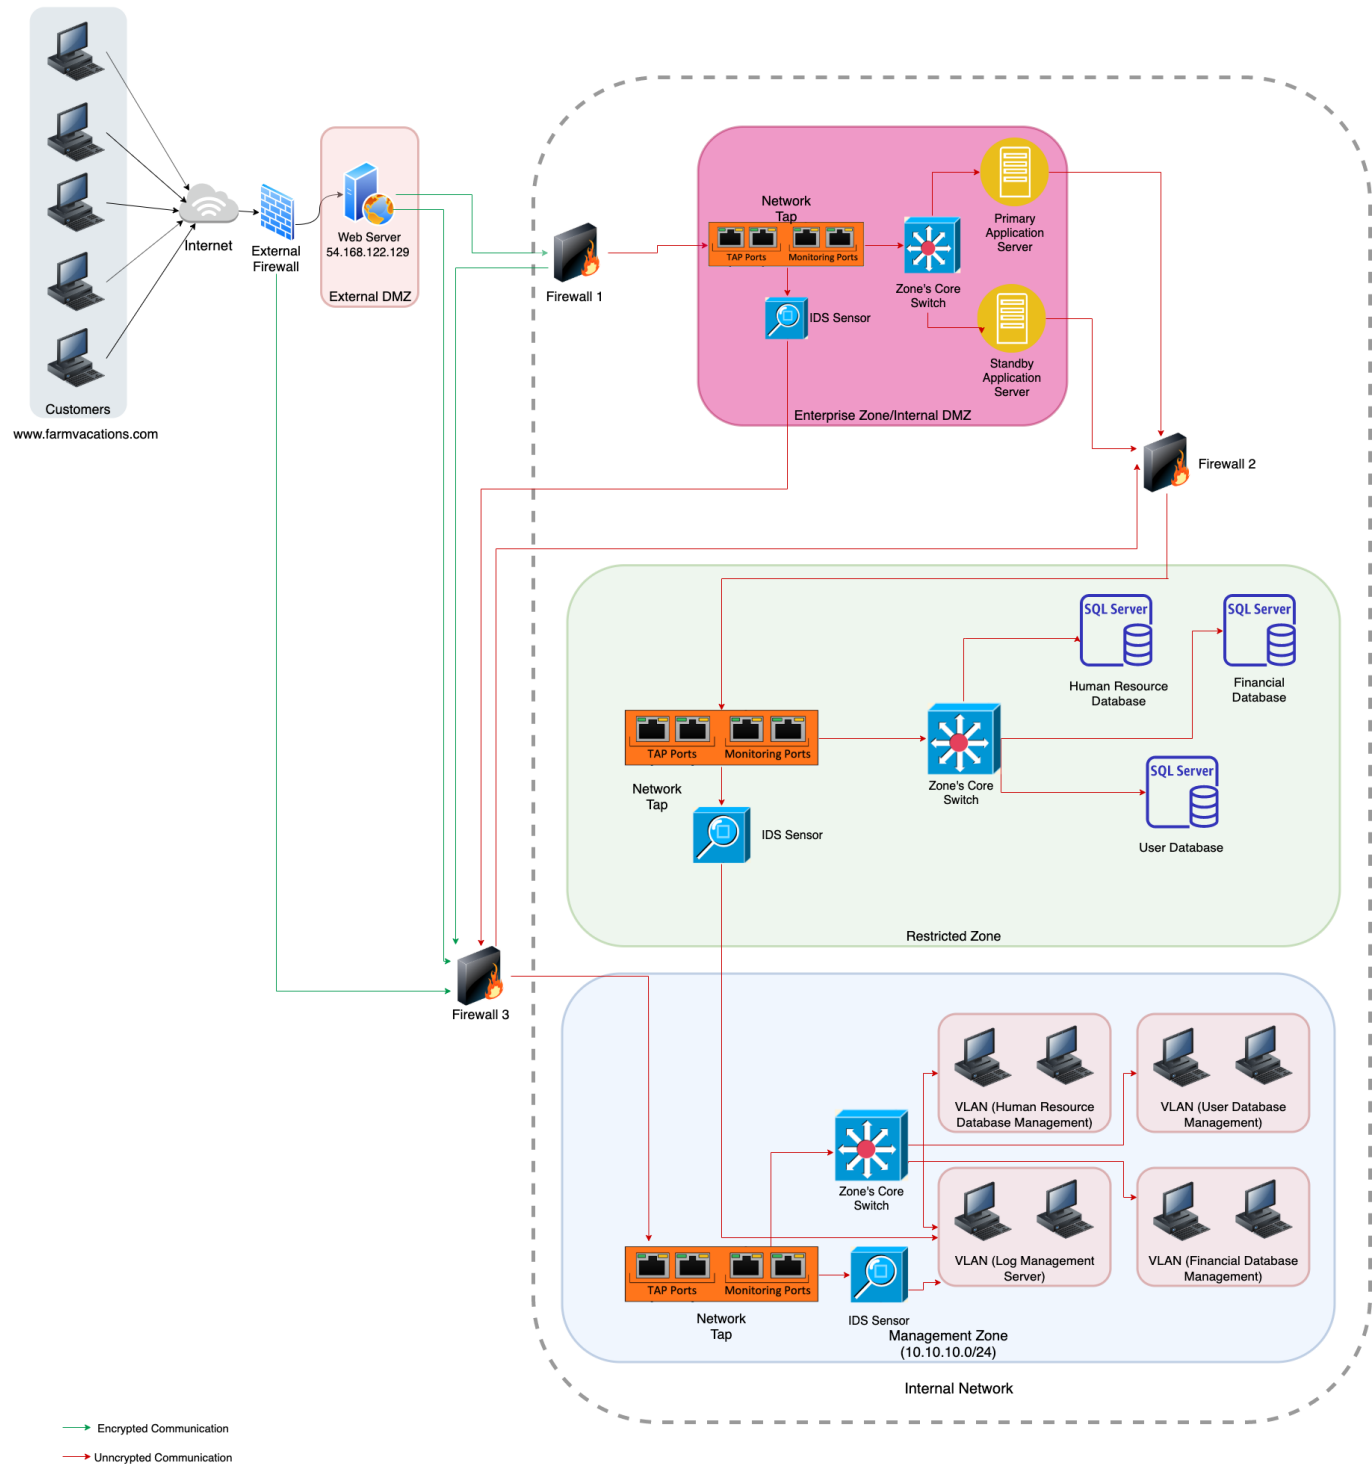 Customers
www.farmvacations.com
Internet
External
Firewall
Web Server
54.168.122.129
External DMZ
Firewall 1
Network
Tap
TAP Ports
Monitoring Ports
IDS Sensor
Zone's Core
Switch
Primary
Application
Server
Standby
Application
Server
Enterprise Zone/Internal DMZ
Firewall 2
SQL Server
Human Resource
Database
SQL Server
Financial
Database
TAP Ports
Monitoring Ports
Network
Tap
IDS Sensor
Zone's Core
Switch
SQL Server
User Database
Restricted Zone
Firewall 3
VLAN (Human Resource
Database Management)
VLAN (User Database
Management)
Zone's Core
Switch
VLAN (Log Management
Server)
VLAN (Financial Database
Management)
TAP Ports
Monitoring Ports
Network
Tap
IDS Sensor
Management Zone
(10.10.10.0/24)
Internal Network
Encrypted Communication
Unncrypted Communication